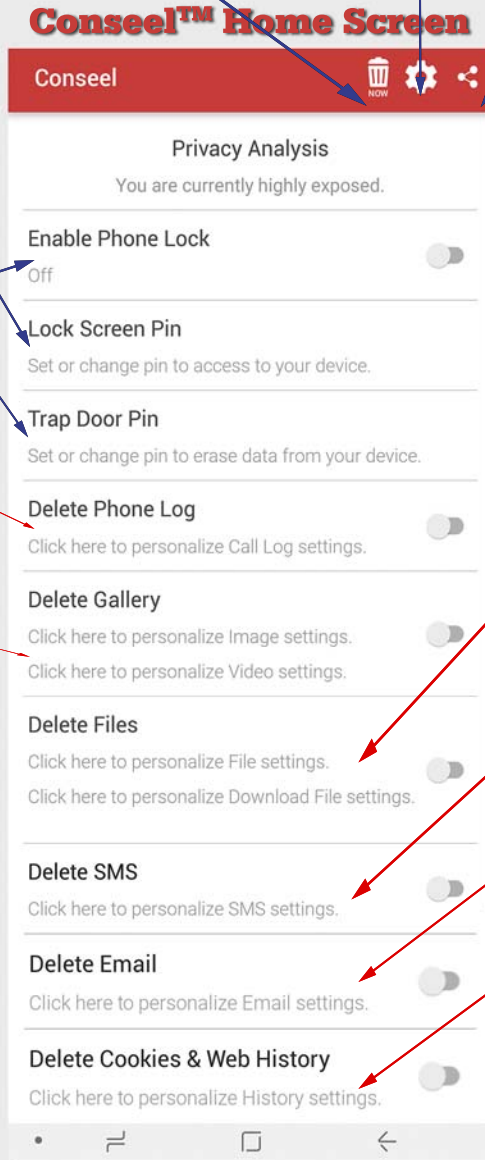 Conseel™ Home Screen
Conseel
NOW
Privacy Analysis
You are currently highly exposed.
Enable Phone Lock
Off
Lock Screen Pin
Set or change pin to access to your device.
Trap Door Pin
Set or change pin to erase data from your device.
Delete Phone Log
Click here to personalize Call Log settings.
Delete Gallery
Click here to personalize Image settings.
Click here to personalize Video settings.
Delete Files
Click here to personalize File settings.
Click here to personalize Download File settings.
Delete SMS
Click here to personalize SMS settings.
Delete Email
Click here to personalize Email settings.
Delete Cookies & Web History
Click here to personalize History settings.